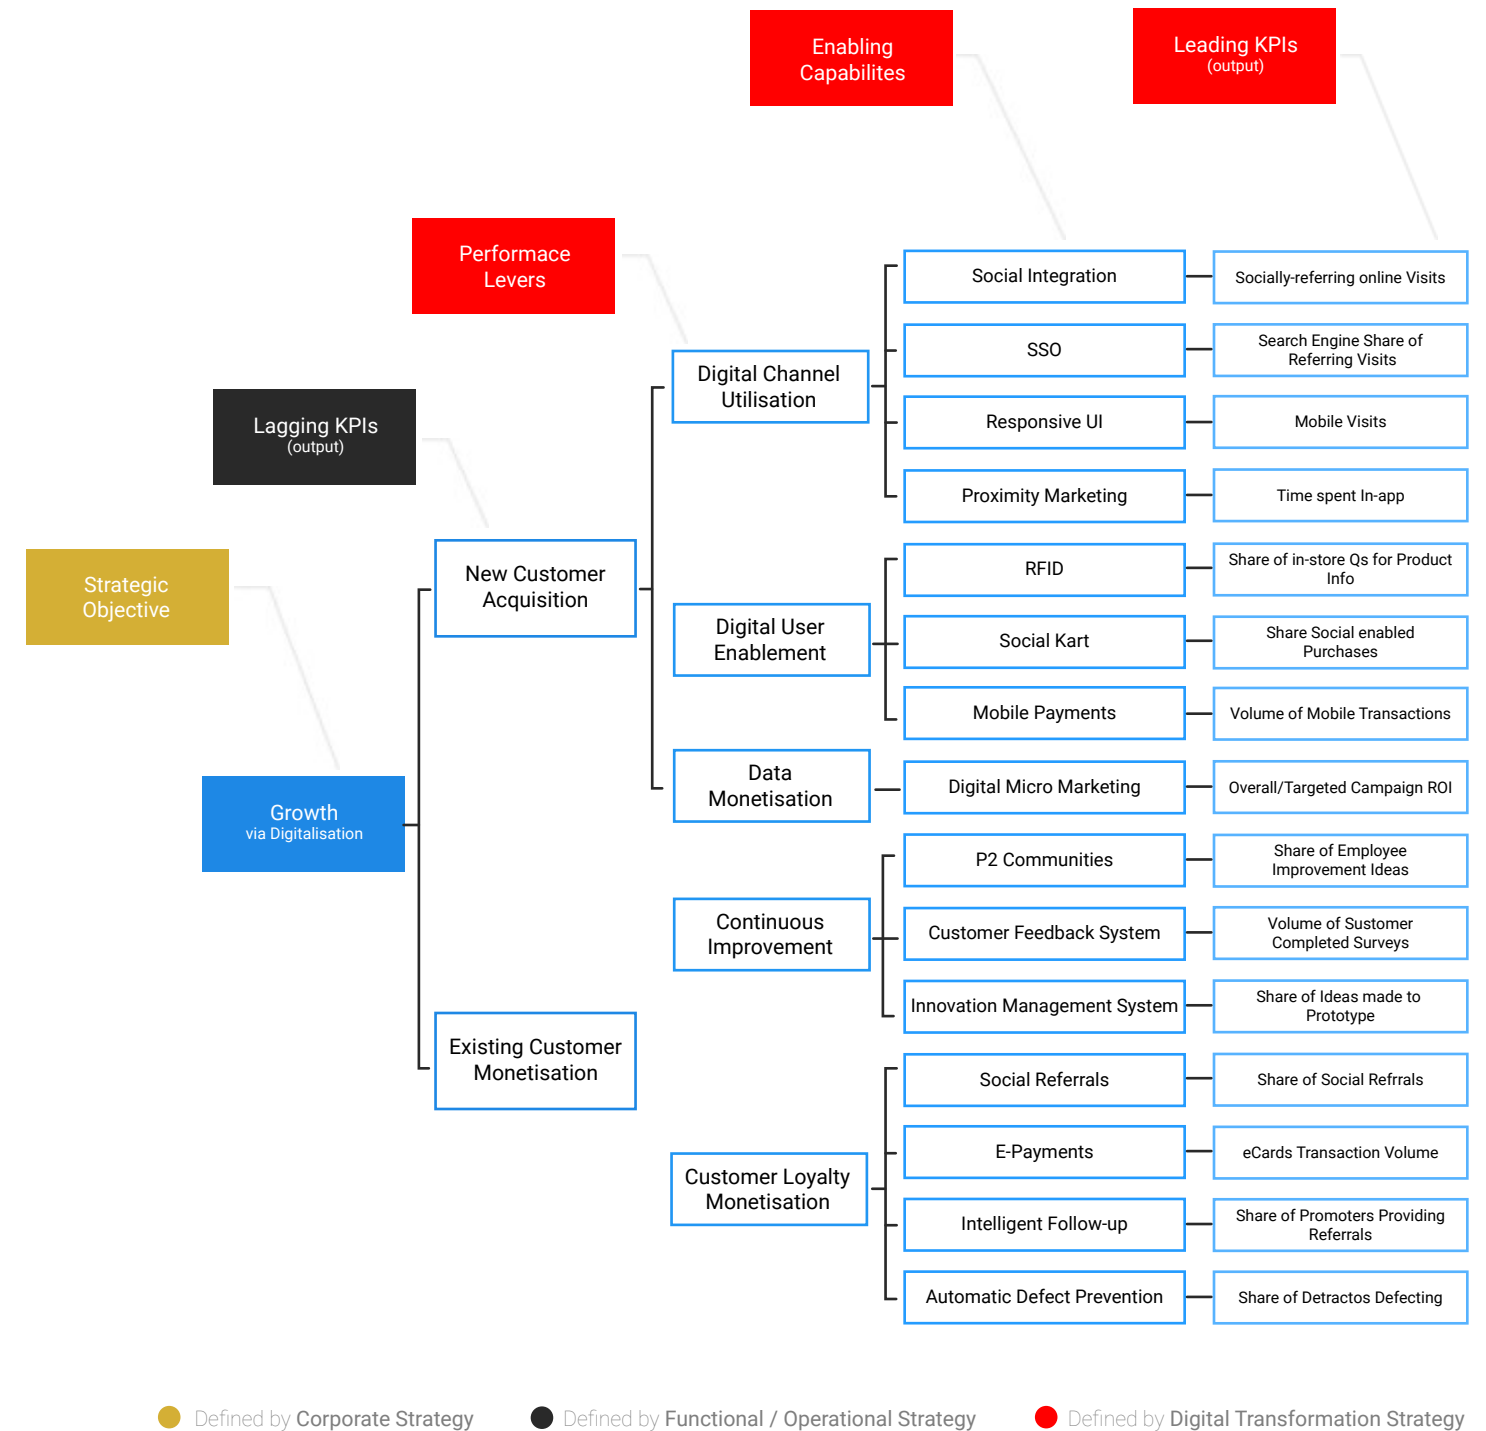 Enabling
Capabilites
Leading KPIs
(output)
Performace
Levers
Lagging KPIs
(output)
Strategic
Objective
Growth
via Digitalisation
New Customer
Acquisition
Existing Customer
Monetisation
Digital Channel
Utilisation
Social Integration
Socially-referring online Visits
SSO
Search Engine Share of
Referring Visits
Responsive UI
Mobile Visits
Proximity Marketing
Time spent In-app
Digital User
Enablement
RFID
Share of in-store Qs for Product
Info
Social Kart
Share Social enabled
Purchases
Mobile Payments
Volume of Mobile Transactions
Data
Monetisation
Digital Micro Marketing
Overall/Targeted Campaign ROI
Continuous
Improvement
P2 Communities
Share of Employee
Improvement Ideas
Customer Feedback System
Volume of Sustomer
Completed Surveys
Innovation Management System
Share of Ideas made to
Prototype
Customer Loyalty
Monetisation
Social Referrals
Share of Social Refrrals
E-Payments
eCards Transaction Volume
Intelligent Follow-up
Share of Promoters Providing
Referrals
Automatic Defect Prevention
Share of Detractos Defecting
Defined by Corporate Strategy
Defined by Functional / Operational Strategy
Defined by Digital Transformation Strategy